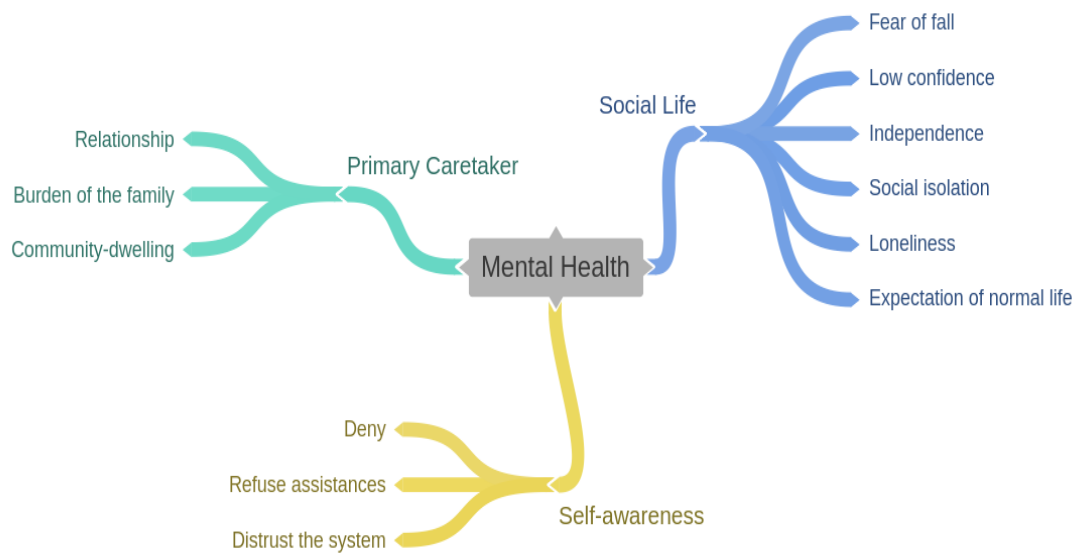 Mental Health
Primary Caretaker
Relationship
Burden of the family
Community-dwelling
Social Life
Fear of fall
Low confidence
Independence
Social isolation
Loneliness
Expectation of normal life
Self-awareness
Deny
Refuse assistances
Distrust the system